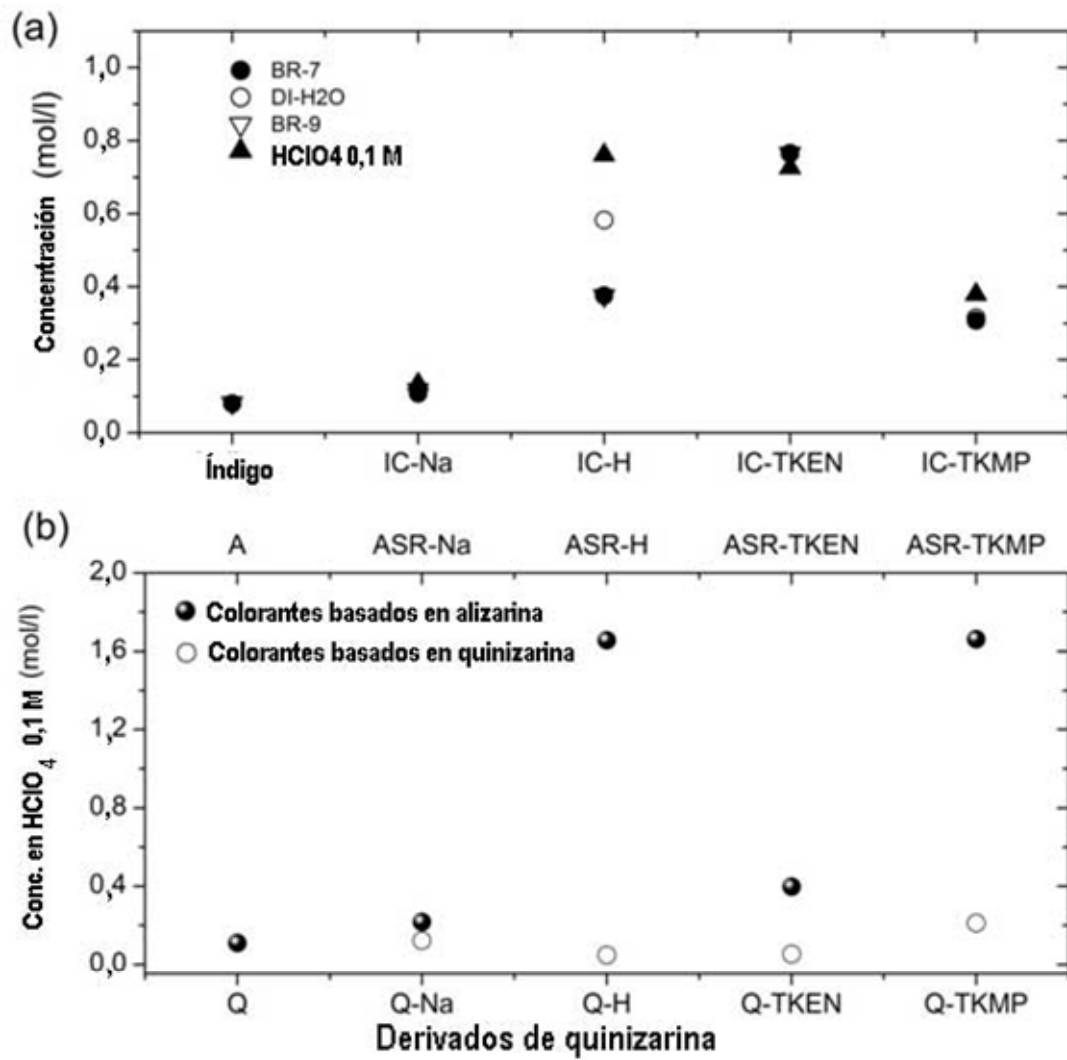 (a)
1,0
0,8
0,6
0,4
0,2
0,0
Concentración (mol/l)
BR-7
DI-H2O
BR-9
HClO4 0,1 M
Índigo IC-Na IC-H IC-TKEN IC-TKMP
(b)
A ASR-Na ASR-H ASR-TKEN ASR-TKMP
2,0
1,6
1,2
0,8
0,4
0,0
Conc. en HClO4 0,1 M (mol/l)
Colorantes basados en alizarina
Colorantes basados en quinizarina
Q Q-Na Q-H Q-TKEN Q-TKMP
Derivados de quinizarina